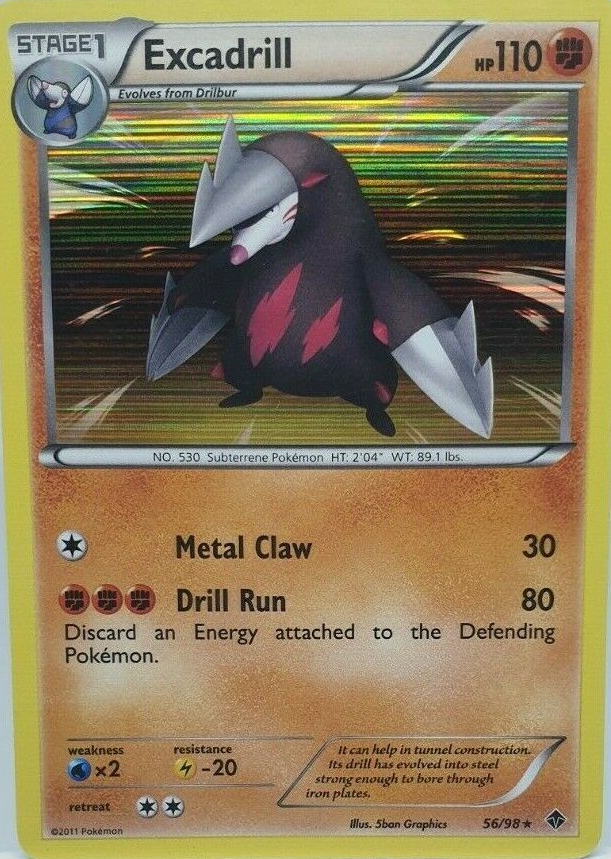 STAGE1
Excadrill
HP110
Evolves from Drilbur
NO. 530 Subterrene Pokémon HT: 2'04" WT: 89.1 lbs.
Metal Claw 30
Drill Run 80
Discard an Energy attached to the Defending
Pokémon.
weakness resistance
×2 -20
It can help in tunnel construction.
Its drill has evolved into steel
strong enough to bore through
iron plates.
retreat
©2011 Pokémon
Illus. 5ban Graphics 56/98★